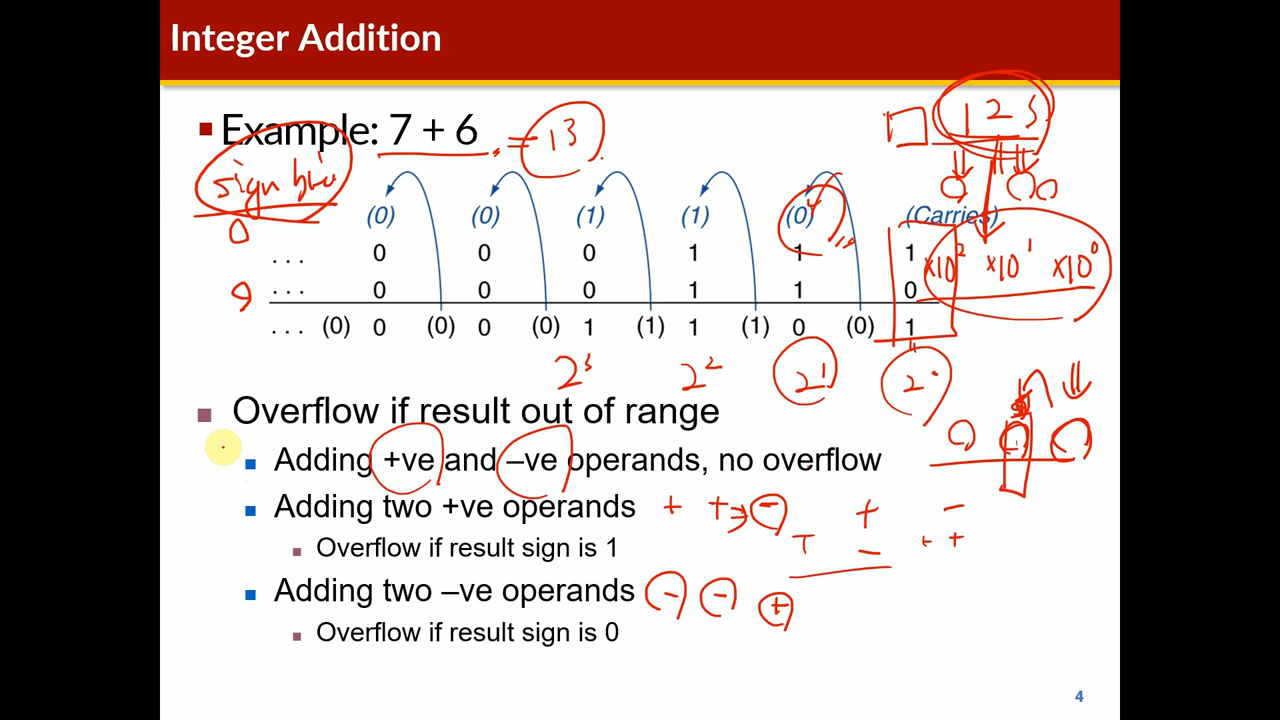 Integer Addition
Example: 7 + 6 = 13
sign bit
1 2 5
(0) (0) (1) (1) (0) (Carries)
0
... 0 0 0 1 1 1
×10² ×10¹ ×10⁰
... 0 0 0 1 1 0
... (0) 0 (0) 0 (0) 1 (1) 1 (1) 0 (0) 1
2³ 2² 2¹ 2⁰
Overflow if result out of range
Adding +ve and –ve operands, no overflow
Adding two +ve operands + + -
+ -
Overflow if result sign is 1
+ - + +
Adding two –ve operands - - +
Overflow if result sign is 0
4